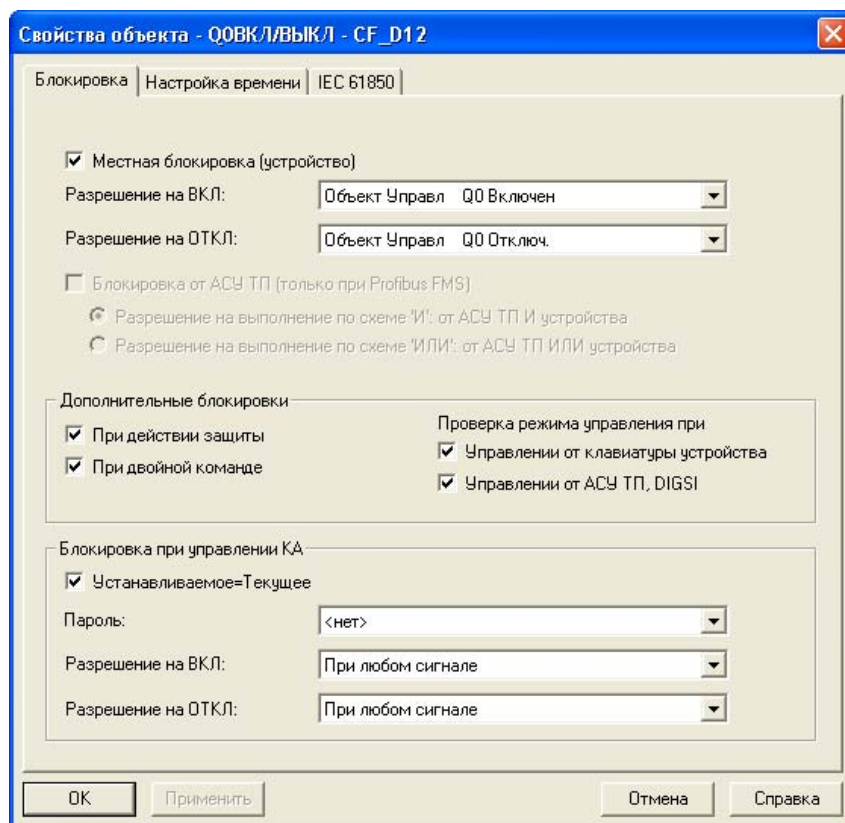 Свойства объекта - Q0ВКЛ/ВЫКЛ - CF_D12
Блокировка Настройка времени IEC 61850
Местная блокировка (устройство)
Разрешение на ВКЛ: Объект Управл Q0 Включен
Разрешение на ОТКЛ: Объект Управл Q0 Отключ.
Блокировка от АСУ ТП (только при Profibus FMS)
Разрешение на выполнение по схеме 'И': от АСУ ТП И устройства
Разрешение на выполнение по схеме 'ИЛИ': от АСУ ТП ИЛИ устройства
Дополнительные блокировки
При действии защиты
При двойной команде
Проверка режима управления при
Управлении от клавиатуры устройства
Управлении от АСУ ТП, DIGSI
Блокировка при управлении КА
Устанавливаемое=Текущее
Пароль: <нет>
Разрешение на ВКЛ: При любом сигнале
Разрешение на ОТКЛ: При любом сигнале
OK Применить Отмена Справка